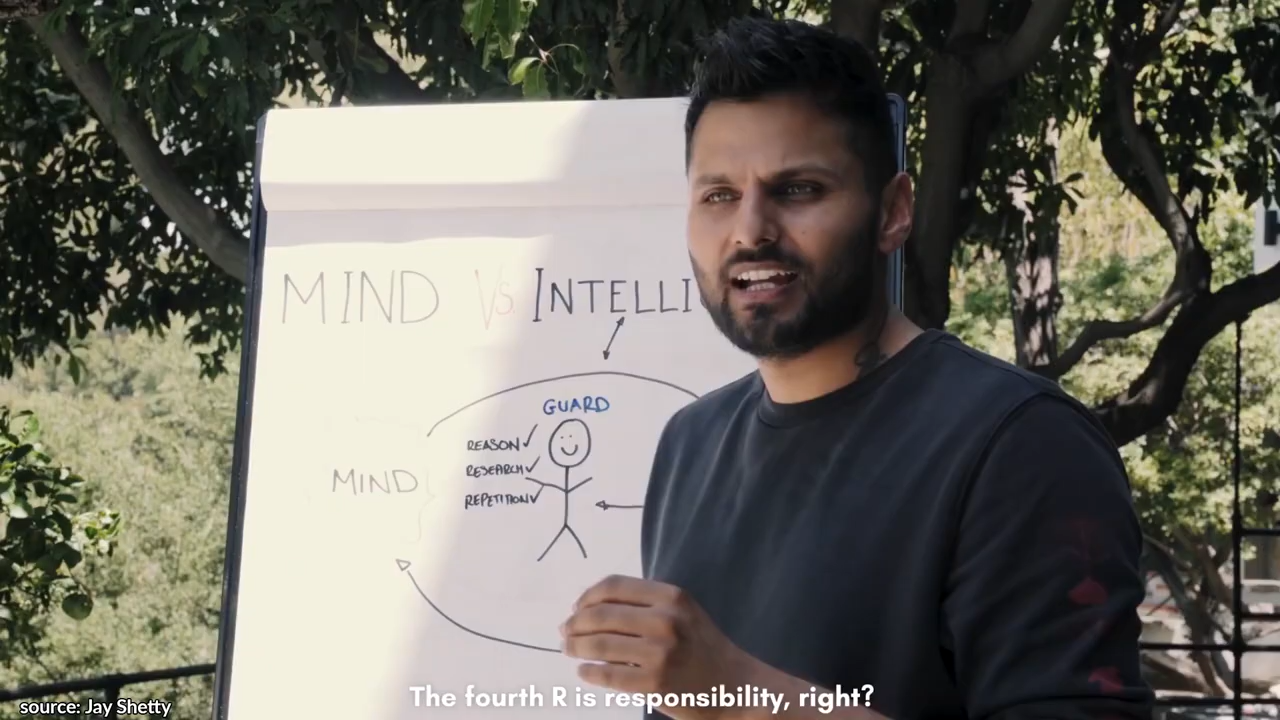 MIND Vs. INTELLI
GUARD
REASON ✓
RESEARCH ✓
REPETITION ✓
MIND
The fourth R is responsibility, right?
source: Jay Shetty